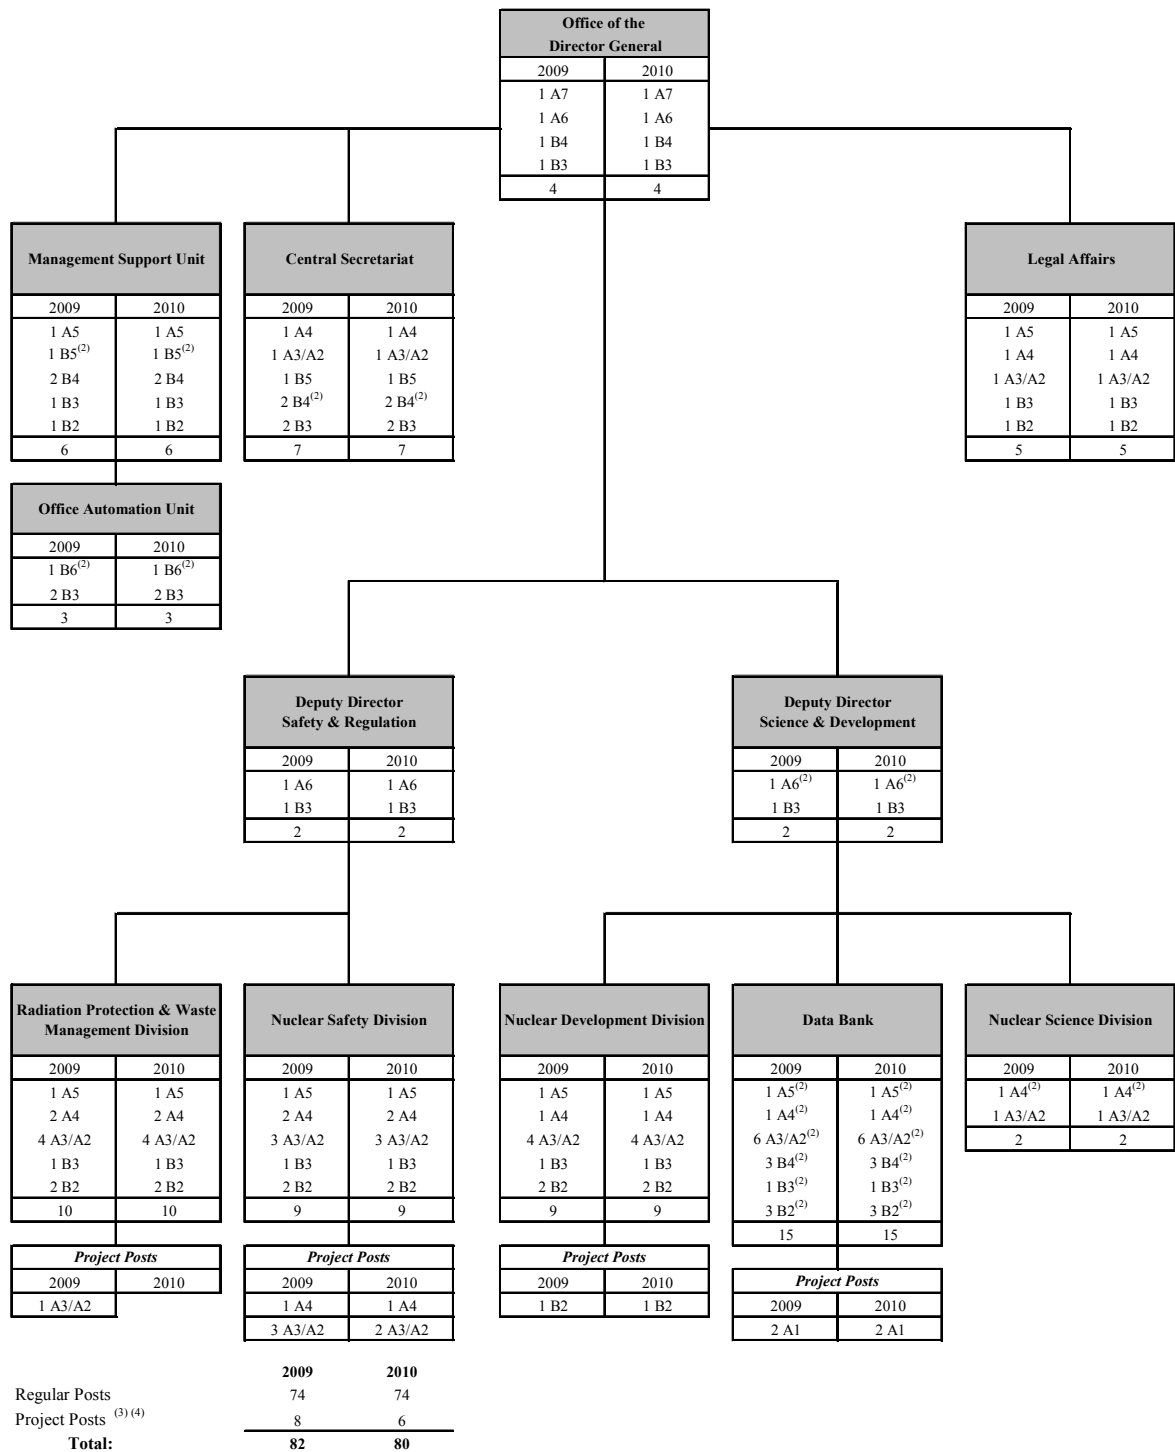 Office of the
Director General
2009 2010
1 A7 1 A7
1 A6 1 A6
1 B4 1 B4
1 B3 1 B3
4 4
Management Support Unit
2009 2010
1 A5 1 A5
1 B5(2) 1 B5(2)
2 B4 2 B4
1 B3 1 B3
1 B2 1 B2
6 6
Central Secretariat
2009 2010
1 A4 1 A4
1 A3/A2 1 A3/A2
1 B5 1 B5
2 B4(2) 2 B4(2)
2 B3 2 B3
7 7
Legal Affairs
2009 2010
1 A5 1 A5
1 A4 1 A4
1 A3/A2 1 A3/A2
1 B3 1 B3
1 B2 1 B2
5 5
Office Automation Unit
2009 2010
1 B6(2) 1 B6(2)
2 B3 2 B3
3 3
Deputy Director
Safety & Regulation
2009 2010
1 A6 1 A6
1 B3 1 B3
2 2
Deputy Director
Science & Development
2009 2010
1 A6(2) 1 A6(2)
1 B3 1 B3
2 2
Radiation Protection & Waste
Management Division
2009 2010
1 A5 1 A5
2 A4 2 A4
4 A3/A2 4 A3/A2
1 B3 1 B3
2 B2 2 B2
10 10
Project Posts
2009 2010
1 A3/A2
Nuclear Safety Division
2009 2010
1 A5 1 A5
2 A4 2 A4
3 A3/A2 3 A3/A2
1 B3 1 B3
2 B2 2 B2
9 9
Project Posts
2009 2010
1 A4 1 A4
3 A3/A2 2 A3/A2
Nuclear Development Division
2009 2010
1 A5 1 A5
1 A4 1 A4
4 A3/A2 4 A3/A2
1 B3 1 B3
2 B2 2 B2
9 9
Project Posts
2009 2010
1 B2 1 B2
Data Bank
2009 2010
1 A5(2) 1 A5(2)
1 A4(2) 1 A4(2)
6 A3/A2(2) 6 A3/A2(2)
3 B4(2) 3 B4(2)
1 B3(2) 1 B3(2)
3 B2(2) 3 B2(2)
15 15
Project Posts
2009 2010
2 A1 2 A1
Nuclear Science Division
2009 2010
1 A4(2) 1 A4(2)
1 A3/A2 1 A3/A2
2 2
2009 2010
Regular Posts 74 74
Project Posts (3) (4) 8 6
Total: 82 80